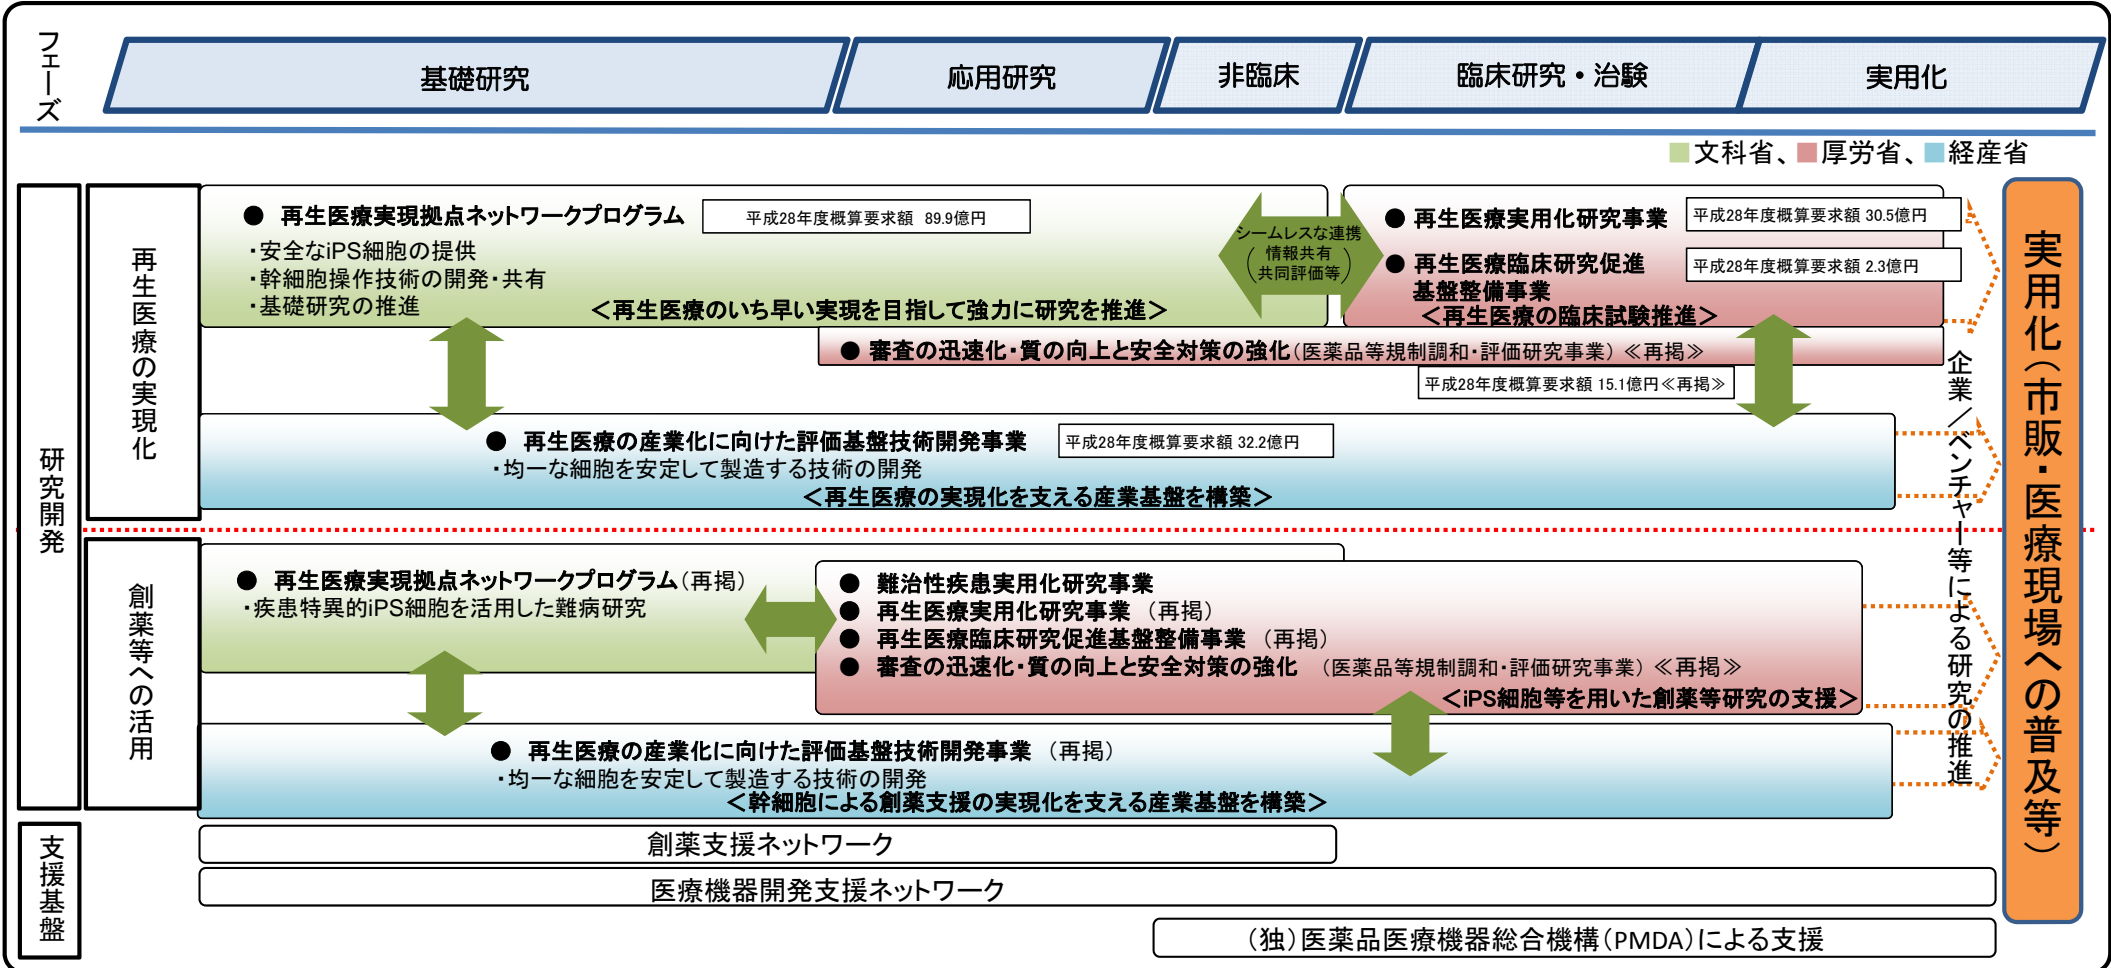 フェーズ
基礎研究
応用研究
非臨床
臨床研究・治験
実用化
文科省、厚労省、経産省
研究開発
再生医療の実現化
● 再生医療実現拠点ネットワークプログラム
平成28年度概算要求額 89.9億円
・安全なiPS細胞の提供
・幹細胞操作技術の開発・共有
・基礎研究の推進
＜再生医療のいち早い実現を目指して強力に研究を推進＞
シームレスな連携
情報共有
共同評価等
● 再生医療実用化研究事業
平成28年度概算要求額 30.5億円
● 再生医療臨床研究促進
基盤整備事業
平成28年度概算要求額 2.3億円
＜再生医療の臨床試験推進＞
● 審査の迅速化・質の向上と安全対策の強化（医薬品等規制調和・評価研究事業）≪再掲≫
平成28年度概算要求額 15.1億円≪再掲≫
● 再生医療の産業化に向けた評価基盤技術開発事業
平成28年度概算要求額 32.2億円
・均一な細胞を安定して製造する技術の開発
＜再生医療の実現化を支える産業基盤を構築＞
創薬等への活用
● 再生医療実現拠点ネットワークプログラム（再掲）
・疾患特異的iPS細胞を活用した難病研究
● 難治性疾患実用化研究事業
● 再生医療実用化研究事業（再掲）
● 再生医療臨床研究促進基盤整備事業（再掲）
● 審査の迅速化・質の向上と安全対策の強化（医薬品等規制調和・評価研究事業）≪再掲≫
＜iPS細胞等を用いた創薬等研究の支援＞
● 再生医療の産業化に向けた評価基盤技術開発事業（再掲）
・均一な細胞を安定して製造する技術の開発
＜幹細胞による創薬支援の実現化を支える産業基盤を構築＞
企業／ベンチャー等による研究の推進
実用化（市販・医療現場への普及等）
支援基盤
創薬支援ネットワーク
医療機器開発支援ネットワーク
（独）医薬品医療機器総合機構（PMDA）による支援